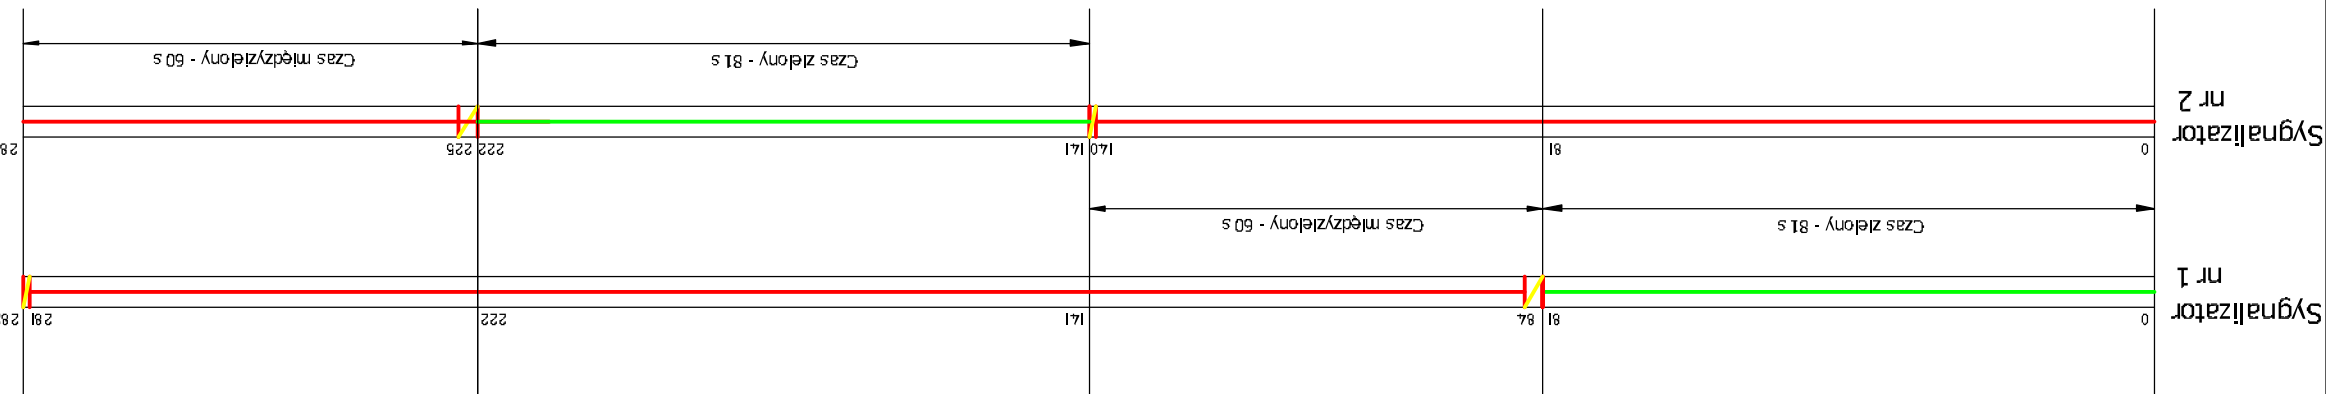 Sygnalizator
nr 1
0 81 84 141 222 281 28
Czas zielony - 81 s
Czas międzyzielony - 60 s
Sygnalizator
nr 2
0 81 140 141 222 225 28
Czas zielony - 81 s
Czas międzyzielony - 60 s